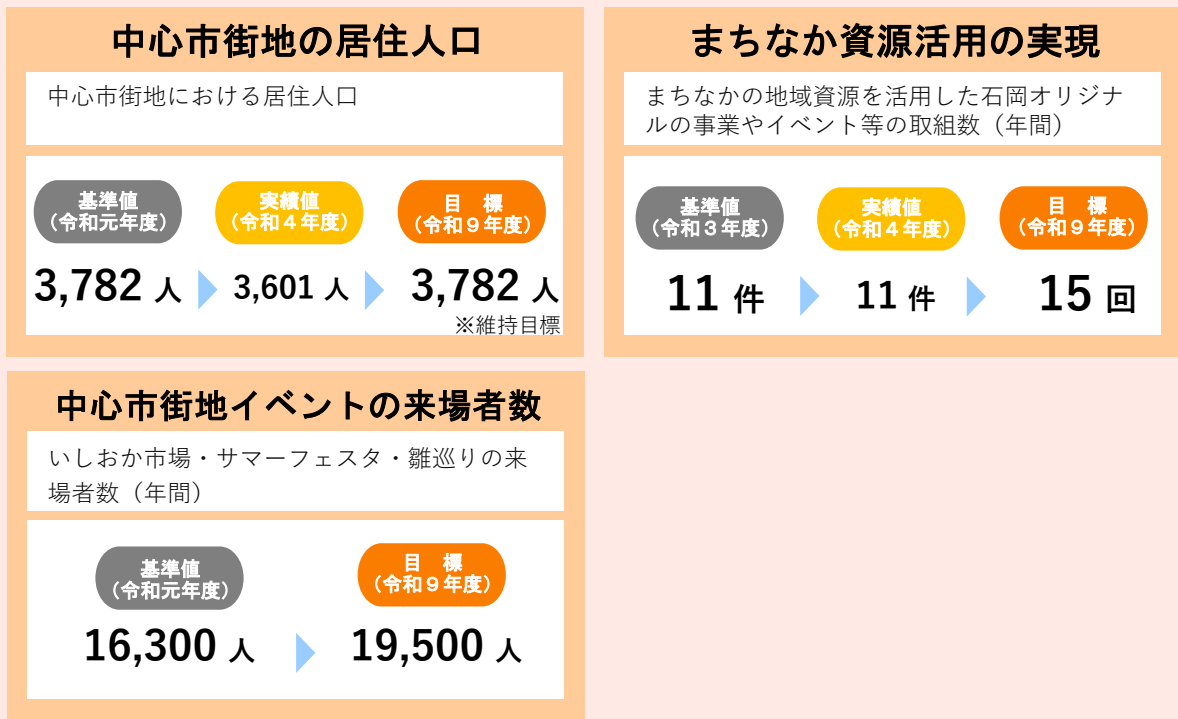 中心市街地の居住人口
中心市街地における居住人口
基準値
(令和元年度)
実績値
(令和４年度)
目　標
(令和９年度)
3,782 人
3,601 人
3,782 人
※維持目標
まちなか資源活用の実現
まちなかの地域資源を活用した石岡オリジナ
ルの事業やイベント等の取組数（年間）
基準値
(令和３年度)
実績値
(令和４年度)
目　標
(令和９年度)
11 件
11 件
15 回
中心市街地イベントの来場者数
いしおか市場・サマーフェスタ・雛巡りの来
場者数（年間）
基準値
(令和元年度)
目　標
(令和９年度)
16,300 人
19,500 人